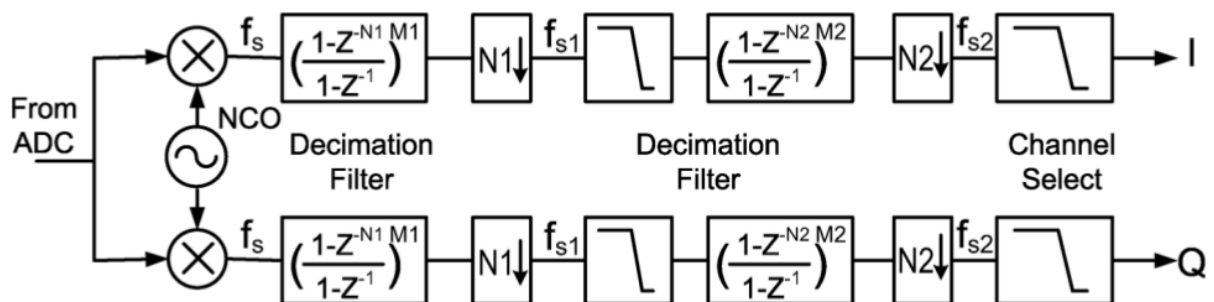 f_s (1-Z^-N1 / 1-Z^-1)^M1 N1↓ f_s1 (1-Z^-N2 / 1-Z^-1)^M2 N2↓ f_s2 I
From
ADC
NCO
Decimation
Filter
Decimation
Filter
Channel
Select
f_s (1-Z^-N1 / 1-Z^-1)^M1 N1↓ f_s1 (1-Z^-N2 / 1-Z^-1)^M2 N2↓ f_s2 Q